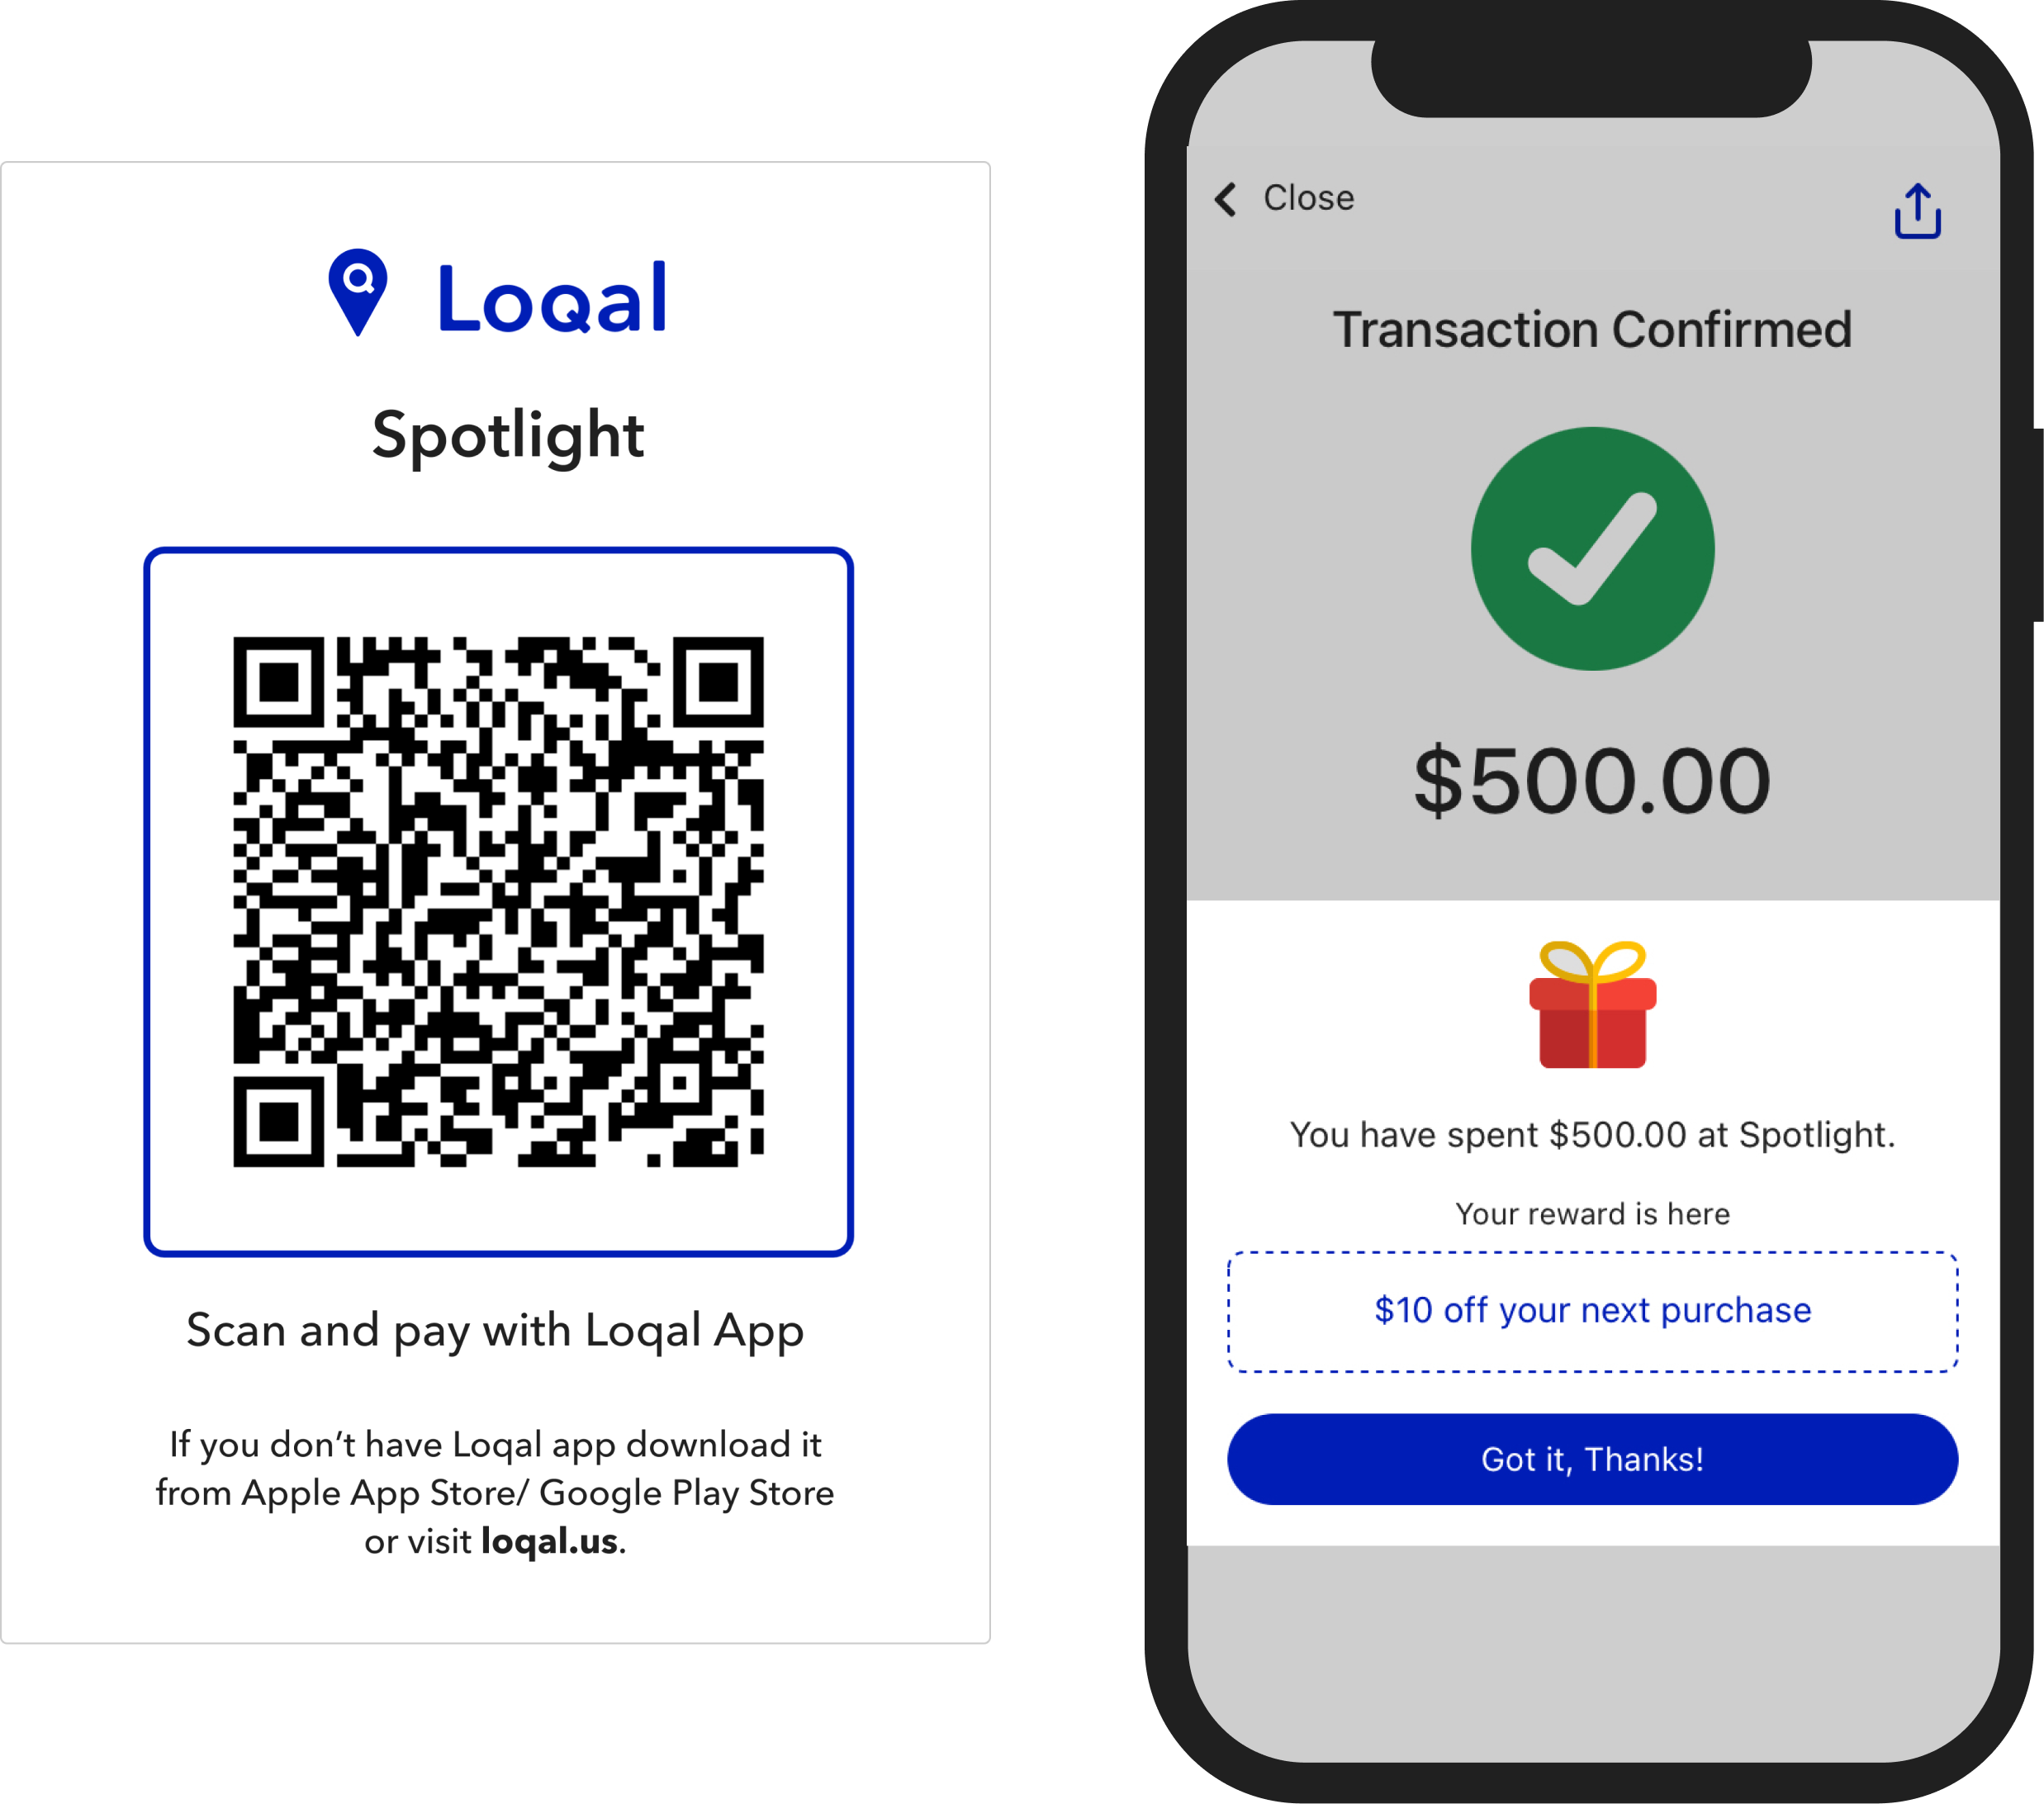 Loqal
Spotlight
Scan and pay with Loqal App
If you don’t have Loqal app download it
from Apple App Store/ Google Play Store
or visit loqal.us.
Close
Transaction Confirmed
$500.00
You have spent $500.00 at Spotlight.
Your reward is here
$10 off your next purchase
Got it, Thanks!